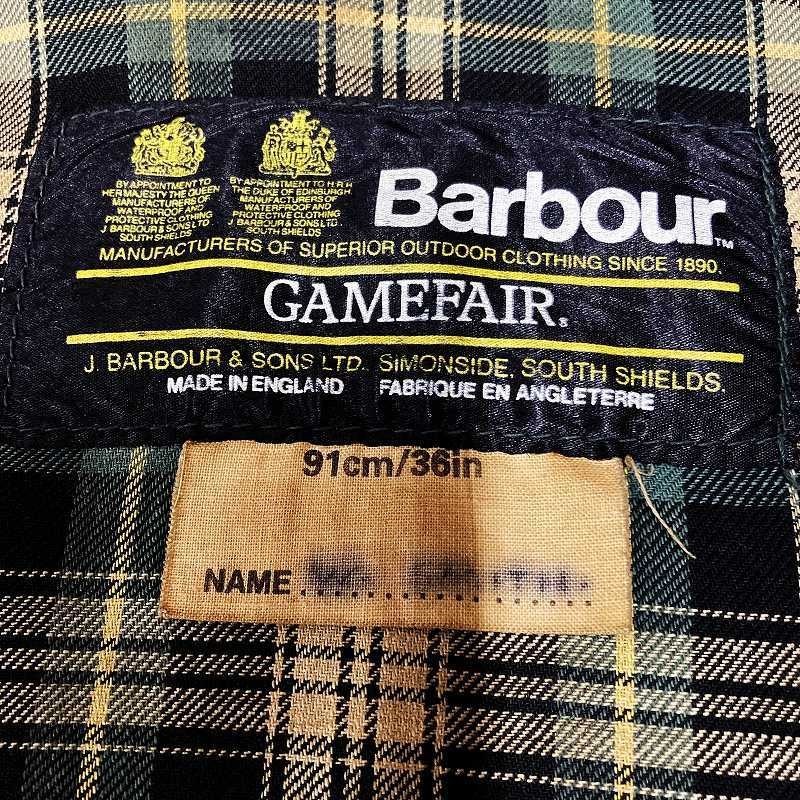 BY APPOINTMENT TO
HER MAJESTY THE QUEEN
MANUFACTURERS OF
WATERPROOF AND
PROTECTIVE CLOTHING
J BARBOUR & SONS LTD
SOUTH SHIELDS
BY APPOINTMENT TO H.R.H
THE DUKE OF EDINBURGH
MANUFACTURERS OF
WATERPROOF AND
PROTECTIVE CLOTHING
J. BARBOUR & SONS LTD
SOUTH SHIELDS
Barbour™
MANUFACTURERS OF SUPERIOR OUTDOOR CLOTHING SINCE 1890.
GAMEFAIR.
J. BARBOUR & SONS LTD. SIMONSIDE. SOUTH SHIELDS.
MADE IN ENGLAND FABRIQUE EN ANGLETERRE
91cm/36in
NAME